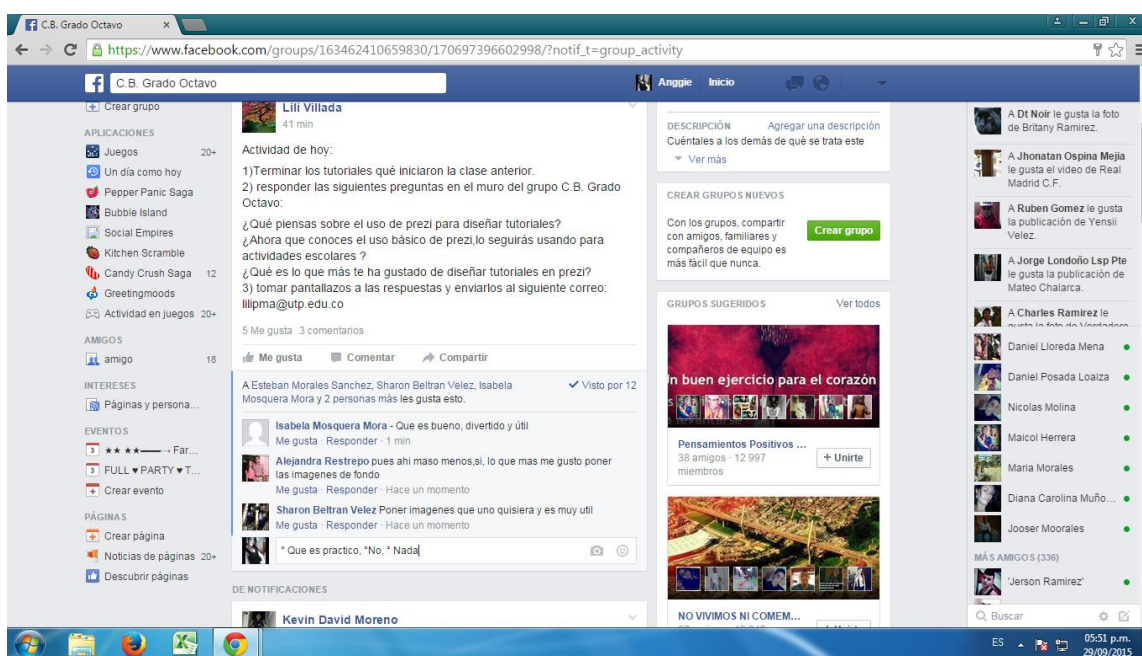 C.B. Grado Octavo
https://www.facebook.com/groups/163462410659830/170697396602998/?notif_t=group_activity
C.B. Grado Octavo
Anggie Inicio
Crear grupo
APLICACIONES
Juegos 20+
Un día como hoy
Pepper Panic Saga
Bubble Island
Social Empires
Kitchen Scramble
Candy Crush Saga 12
Greetingmoods
Actividad en juegos 20+
AMIGOS
amigo 18
INTERESES
Páginas y persona...
EVENTOS
★★ ★★——→ Far...
FULL ♥ PARTY ♥ T...
Crear evento
PÁGINAS
Crear página
Noticias de páginas 20+
Descubrir páginas
Lili Villada
41 min
Actividad de hoy:
1)Terminar los tutoriales qué iniciaron la clase anterior.
2) responder las siguientes preguntas en el muro del grupo C.B. Grado
Octavo:
¿Qué piensas sobre el uso de prezi para diseñar tutoriales?
¿Ahora que conoces el uso básico de prezi,lo seguirás usando para
actividades escolares ?
¿Qué es lo que más te ha gustado de diseñar tutoriales en prezi?
3) tomar pantallazos a las respuestas y enviarlos al siguiente correo:
lilipma@utp.edu.co
5 Me gusta 3 comentarios
Me gusta Comentar Compartir
A Esteban Morales Sanchez, Sharon Beltran Velez, Isabela
Mosquera Mora y 2 personas más les gusta esto.
✓ Visto por 12
Isabela Mosquera Mora - Que es bueno, divertido y útil
Me gusta · Responder · 1 min
Alejandra Restrepo pues ahi maso menos,si, lo que mas me gusto poner
las imagenes de fondo
Me gusta · Responder · Hace un momento
Sharon Beltran Velez Poner imagenes que uno quisiera y es muy util
Me gusta · Responder · Hace un momento
° Que es practico, °No, ° Nada
DE NOTIFICACIONES
Kevin David Moreno
DESCRIPCIÓN Agregar una descripción
Cuéntales a los demás de qué se trata este
Ver más
CREAR GRUPOS NUEVOS
Con los grupos, compartir
con amigos, familiares y
compañeros de equipo es
más fácil que nunca.
Crear grupo
GRUPOS SUGERIDOS Ver todos
Un buen ejercicio para el corazón
Pensamientos Positivos ...
38 amigos · 12 997
miembros
+ Unirte
NO VIVIMOS NI COMEM...
A Dt Noir le gusta la foto
de Britany Ramirez.
A Jhonatan Ospina Mejia
le gusta el video de Real
Madrid C.F.
A Ruben Gomez le gusta
la publicación de Yensii
Velez.
A Jorge Londoño Lsp Pte
le gusta la publicación de
Mateo Chalarca.
A Charles Ramirez le
gusta la foto de Verdadero
Daniel Lloreda Mena
Daniel Posada Loaiza
Nicolas Molina
Maicol Herrera
Maria Morales
Diana Carolina Muño...
Jooser Moorales
MÁS AMIGOS (336)
'Jerson Ramirez'
Buscar
ES
05:51 p.m.
29/09/2015